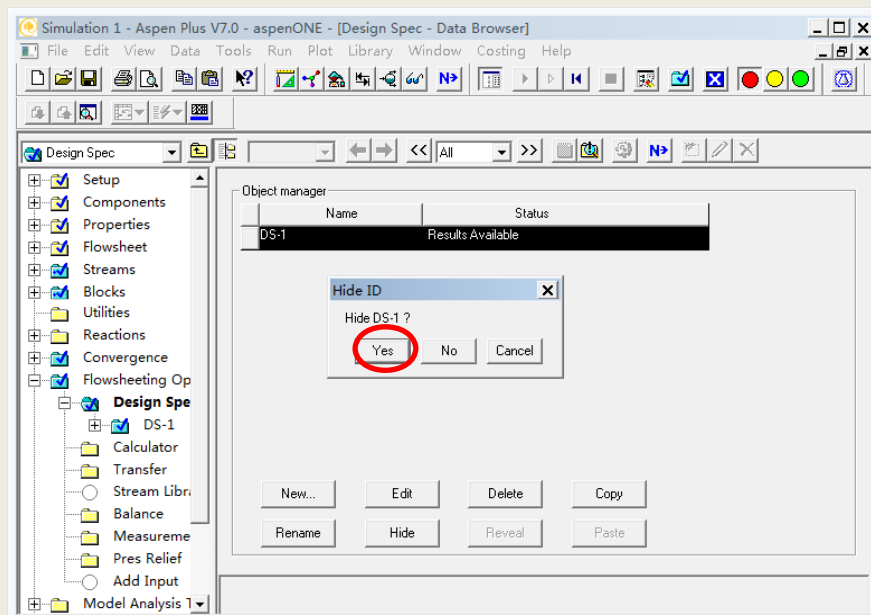 Simulation 1 - Aspen Plus V7.0 - aspenONE - [Design Spec - Data Browser]
File Edit View Data Tools Run Plot Library Window Costing Help
N»
Design Spec
<< All >> N»
Setup
Components
Properties
Flowsheet
Streams
Blocks
Utilities
Reactions
Convergence
Flowsheeting Op
Design Spe
DS-1
Calculator
Transfer
Stream Libr
Balance
Measureme
Pres Relief
Add Input
Model Analysis T
Object manager
Name Status
DS-1 Results Available
Hide ID
Hide DS-1 ?
Yes No Cancel
New... Edit Delete Copy
Rename Hide Reveal Paste